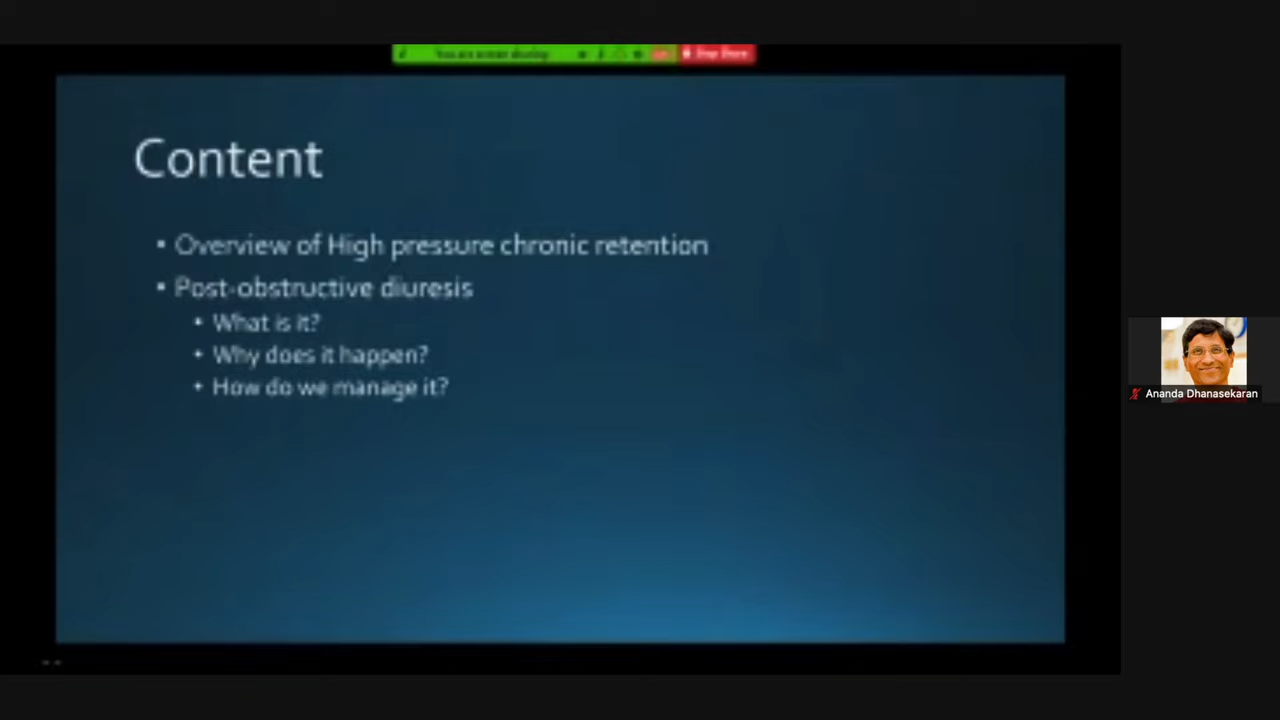 Stop Share
Content
• Overview of High pressure chronic retention
• Post-obstructive diuresis
• What is it?
• Why does it happen?
• How do we manage it?
Ananda Dhanasekaran